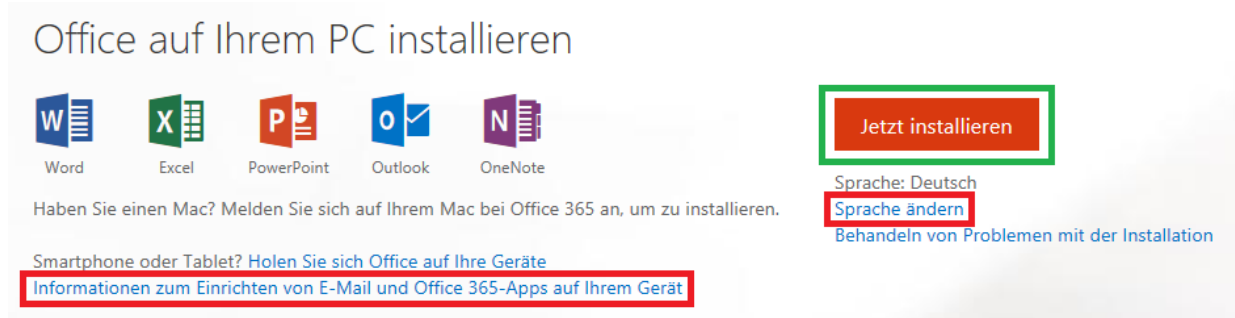 Office auf Ihrem PC installieren
W
X
P
O
N
Word
Excel
PowerPoint
Outlook
OneNote
Haben Sie einen Mac? Melden Sie sich auf Ihrem Mac bei Office 365 an, um zu installieren.
Smartphone oder Tablet? Holen Sie sich Office auf Ihre Geräte
Informationen zum Einrichten von E-Mail und Office 365-Apps auf Ihrem Gerät
Jetzt installieren
Sprache: Deutsch
Sprache ändern
Behandeln von Problemen mit der Installation